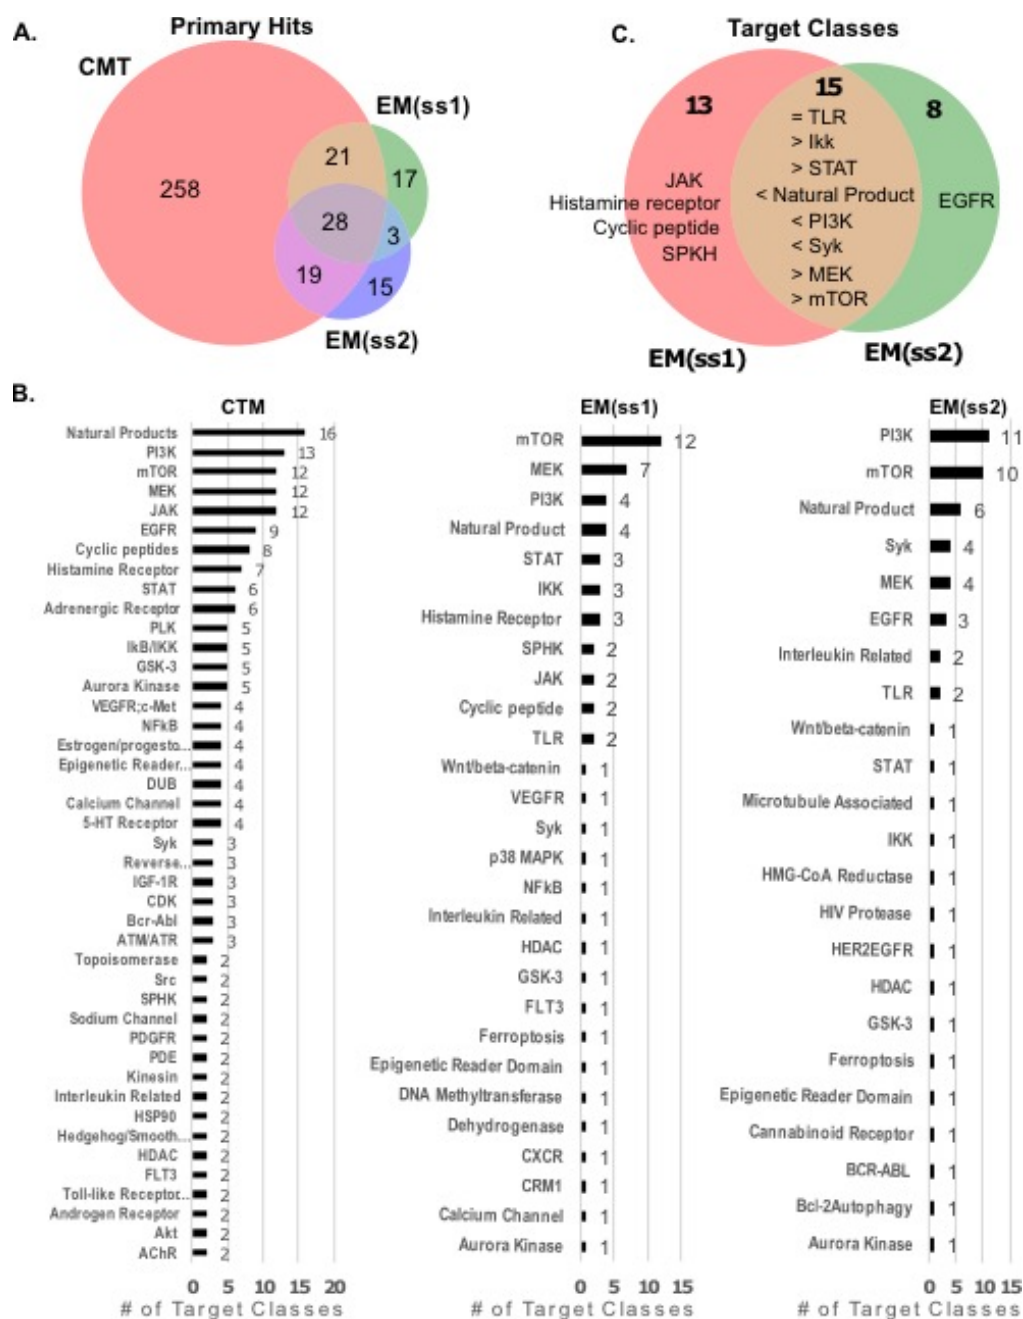 A.
Primary Hits
CMT
EM(ss1)
21
17
258
28
3
19
15
EM(ss2)
C.
Target Classes
13
15
8
= TLR
> Ikk
> STAT
< Natural Product
< PI3K
< Syk
> MEK
> mTOR
JAK
Histamine receptor
Cyclic peptide
SPKH
EGFR
EM(ss1)
EM(ss2)
B.
CTM
Natural Products 16
PI3K 13
mTOR 12
MEK 12
JAK 12
EGFR 9
Cyclic peptides 8
Histamine Receptor 7
STAT 6
Adrenergic Receptor 6
PLK 5
IkB/IKK 5
GSK-3 5
Aurora Kinase 5
VEGFR;c-Met 4
NFkB 4
Estrogen/progesto... 4
Epigenetic Reader... 4
DUB 4
Calcium Channel 4
5-HT Receptor 4
Syk 3
Reverse... 3
IGF-1R 3
CDK 3
Bcr-Abl 3
ATM/ATR 3
Topoisomerase 2
Src 2
SPHK 2
Sodium Channel 2
PDGFR 2
PDE 2
Kinesin 2
Interleukin Related 2
HSP90 2
Hedgehog/Smooth... 2
HDAC 2
FLT3 2
Toll-like Receptor... 2
Androgen Receptor 2
Akt 2
AChR 2
0 5 10 15 20
# of Target Classes
EM(ss1)
mTOR 12
MEK 7
PI3K 4
Natural Product 4
STAT 3
IKK 3
Histamine Receptor 3
SPHK 2
JAK 2
Cyclic peptide 2
TLR 2
Wnt/beta-catenin 1
VEGFR 1
Syk 1
p38 MAPK 1
NFkB 1
Interleukin Related 1
HDAC 1
GSK-3 1
FLT3 1
Ferroptosis 1
Epigenetic Reader Domain 1
DNA Methyltransferase 1
Dehydrogenase 1
CXCR 1
CRM1 1
Calcium Channel 1
Aurora Kinase 1
0 5 10 15
# of Target Classes
EM(ss2)
PI3K 11
mTOR 10
Natural Product 6
Syk 4
MEK 4
EGFR 3
Interleukin Related 2
TLR 2
Wnt/beta-catenin 1
STAT 1
Microtubule Associated 1
IKK 1
HMG-CoA Reductase 1
HIV Protease 1
HER2EGFR 1
HDAC 1
GSK-3 1
Ferroptosis 1
Epigenetic Reader Domain 1
Cannabinoid Receptor 1
BCR-ABL 1
Bcl-2Autophagy 1
Aurora Kinase 1
0 5 10 15
# of Target Classes